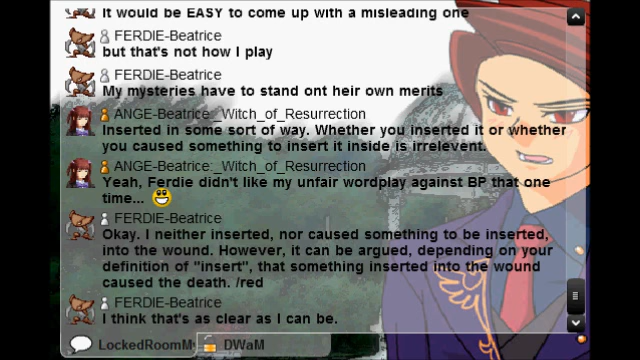 It would be EASY to come up with a misleading one
FERDIE-Beatrice
but that's not how I play
FERDIE-Beatrice
My mysteries have to stand ont heir own merits
ANGE-Beatrice:_Witch_of_Resurrection
Inserted in some sort of way. Whether you inserted it or whether
you caused something to insert it inside is irrelevent.
ANGE-Beatrice:_Witch_of_Resurrection
Yeah, Ferdie didn't like my unfair wordplay against BP that one
time...
FERDIE-Beatrice
Okay. I neither inserted, nor caused something to be inserted,
into the wound. However, it can be argued, depending on your
definition of "insert", that something inserted into the wound
caused the death. /red
FERDIE-Beatrice
I think that's as clear as I can be.
LockedRoomMy DWaM